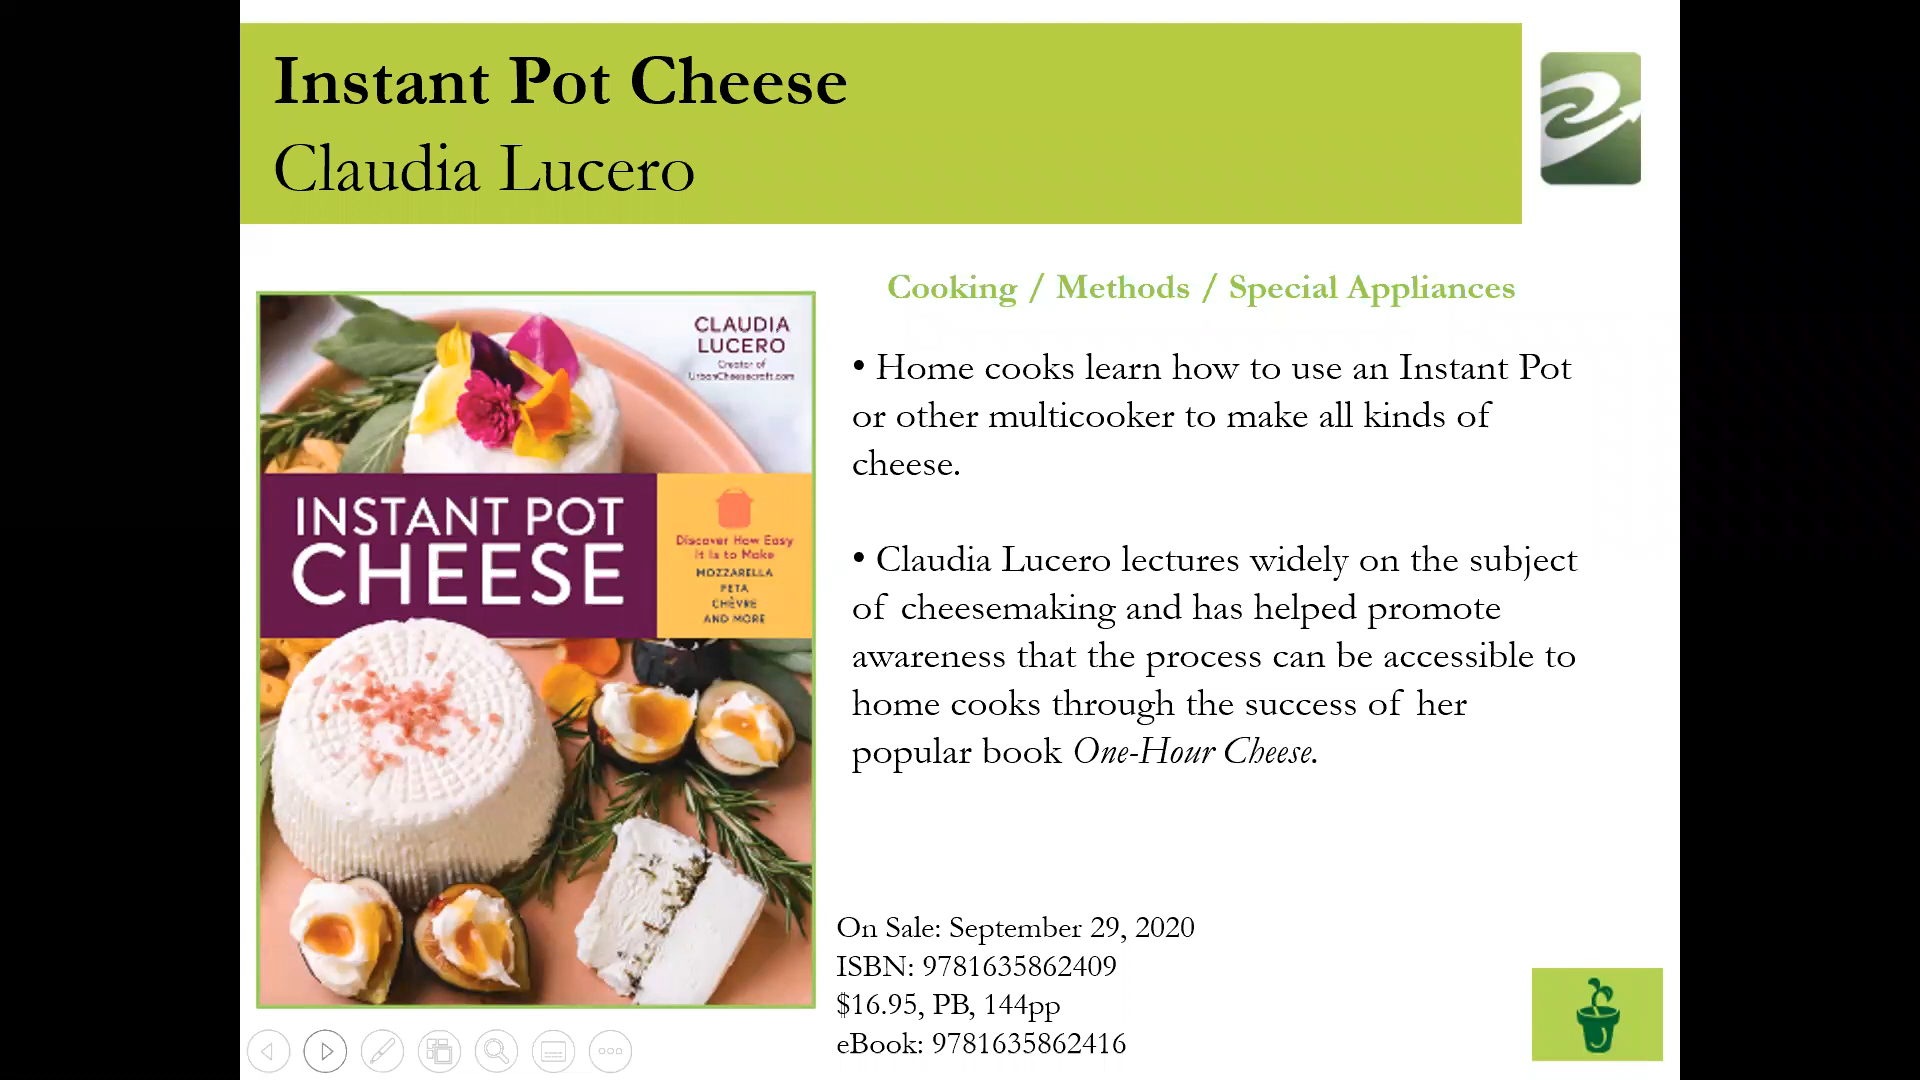 Instant Pot Cheese
Claudia Lucero
CLAUDIA
LUCERO
Creator of
UrbanCheesecraft.com
INSTANT POT
CHEESE
Discover How Easy
It Is to Make
MOZZARELLA
FETA
CHÈVRE
AND MORE
Cooking / Methods / Special Appliances
• Home cooks learn how to use an Instant Pot
or other multicooker to make all kinds of
cheese.
• Claudia Lucero lectures widely on the subject
of cheesemaking and has helped promote
awareness that the process can be accessible to
home cooks through the success of her
popular book One-Hour Cheese.
On Sale: September 29, 2020
ISBN: 9781635862409
$16.95, PB, 144pp
eBook: 9781635862416